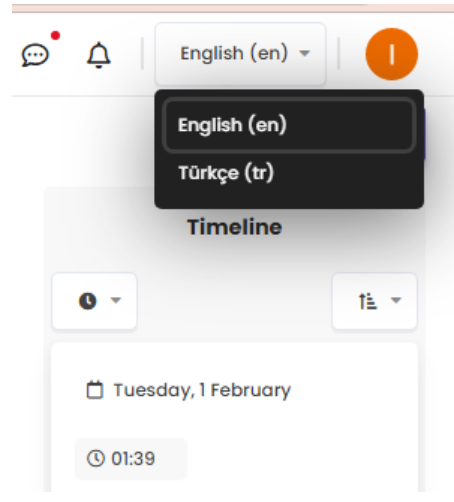 English (en)
I
English (en)
Türkçe (tr)
Timeline
Tuesday, 1 February
01:39